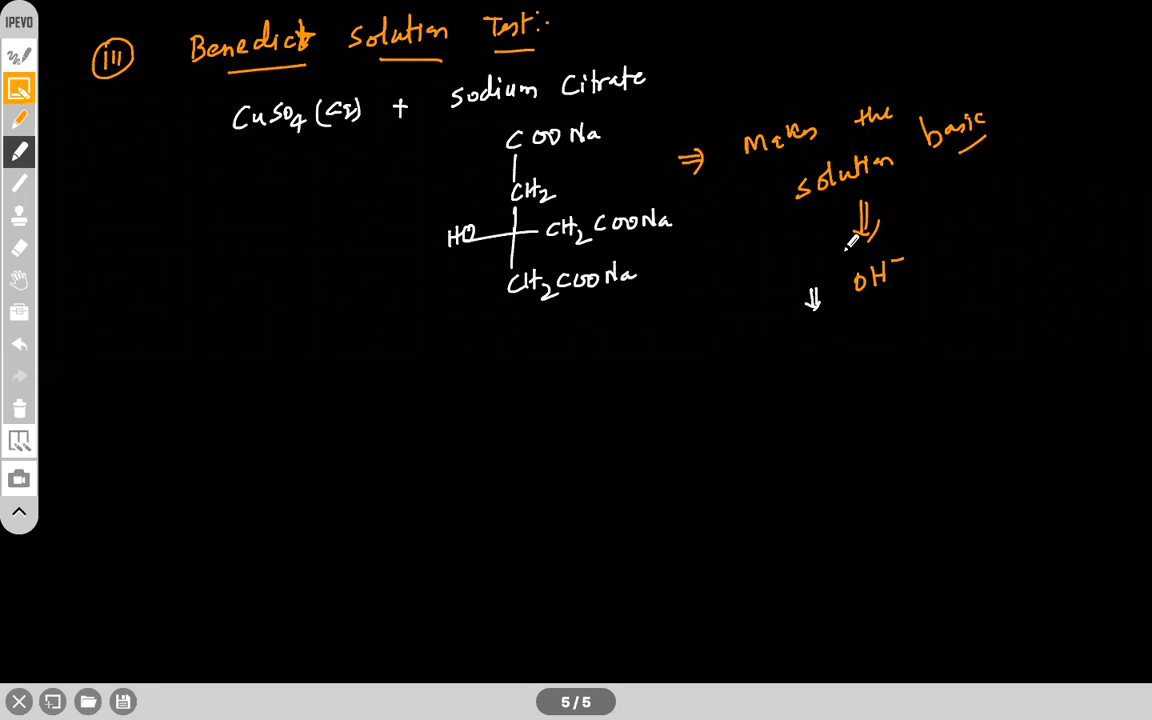 IPEVO
(iii) Benedict Solution Test:-
CuSO4 + Sodium Citrate
COONa
CH2
HO CH2COONa
CH2COONa
⇒ Makes the
solution basic
⇓
OH⁻
⇓
5/5